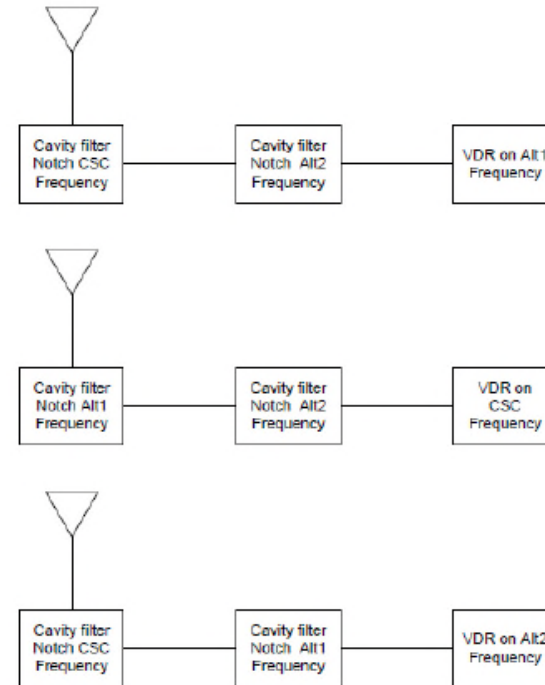 Cavity filter
Notch CSC
Frequency
Cavity filter
Notch Alt2
Frequency
VDR on Alt1
Frequency
Cavity filter
Notch Alt1
Frequency
Cavity filter
Notch Alt2
Frequency
VDR on
CSC
Frequency
Cavity filter
Notch CSC
Frequency
Cavity filter
Notch Alt1
Frequency
VDR on Alt2
Frequency